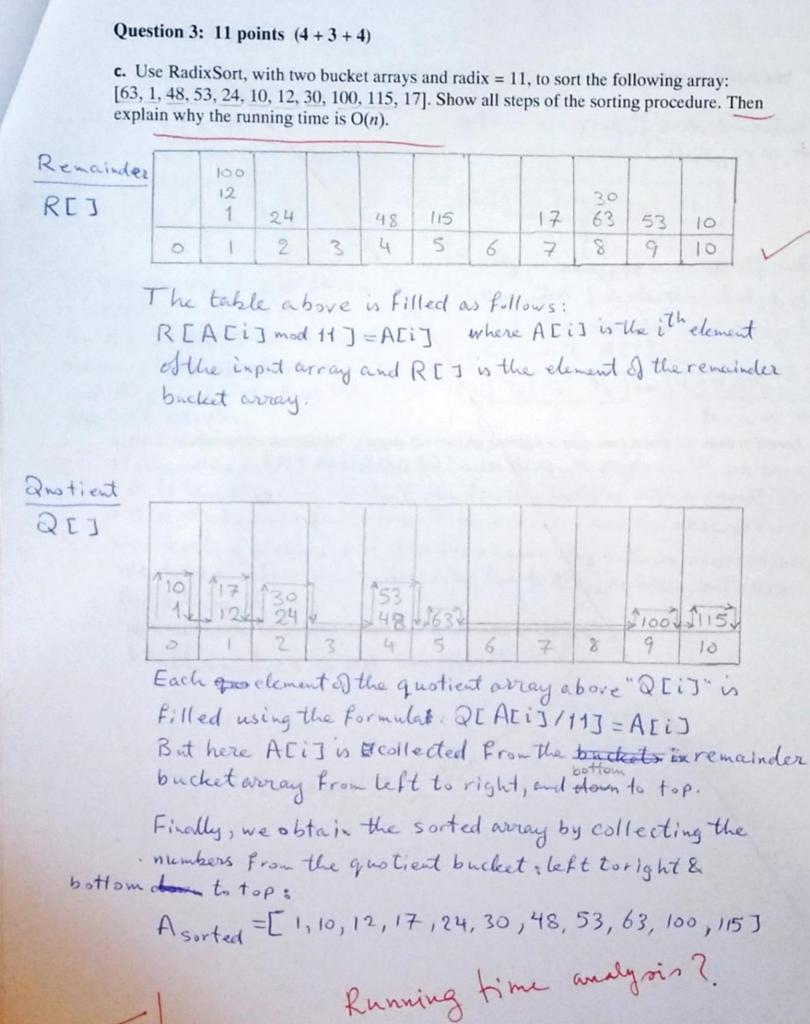 Question 3: 11 points (4 + 3 + 4)
c. Use RadixSort, with two bucket arrays and radix = 11, to sort the following array:
[63, 1, 48, 53, 24, 10, 12, 30, 100, 115, 17]. Show all steps of the sorting procedure. Then
explain why the running time is O(n).
Remainder
R[]
100
12 30
1 24 48 115 17 63 53 10
0 1 2 3 4 5 6 7 8 9 10
The table above is filled as follows:
R[A[i] mod 11] = A[i] where A[i] is the ith element
of the input array and R[] is the element of the remainder
bucket array.
Quotient
Q[]
10 17 30 53
1 12 24 48 63 100 115
0 1 2 3 4 5 6 7 8 9 10
Each element of the quotient array above "Q[i]" is
filled using the formula: Q[A[i]/11] = A[i]
But here A[i] is collected from the buckets in remainder
bottom
bucket array from left to right, and down to top.
Finally, we obtain the sorted array by collecting the
numbers from the quotient bucket, left to right &
bottom down to top:
A sorted = [1, 10, 12, 17, 24, 30, 48, 53, 63, 100, 115]
Running time analysis?
-1